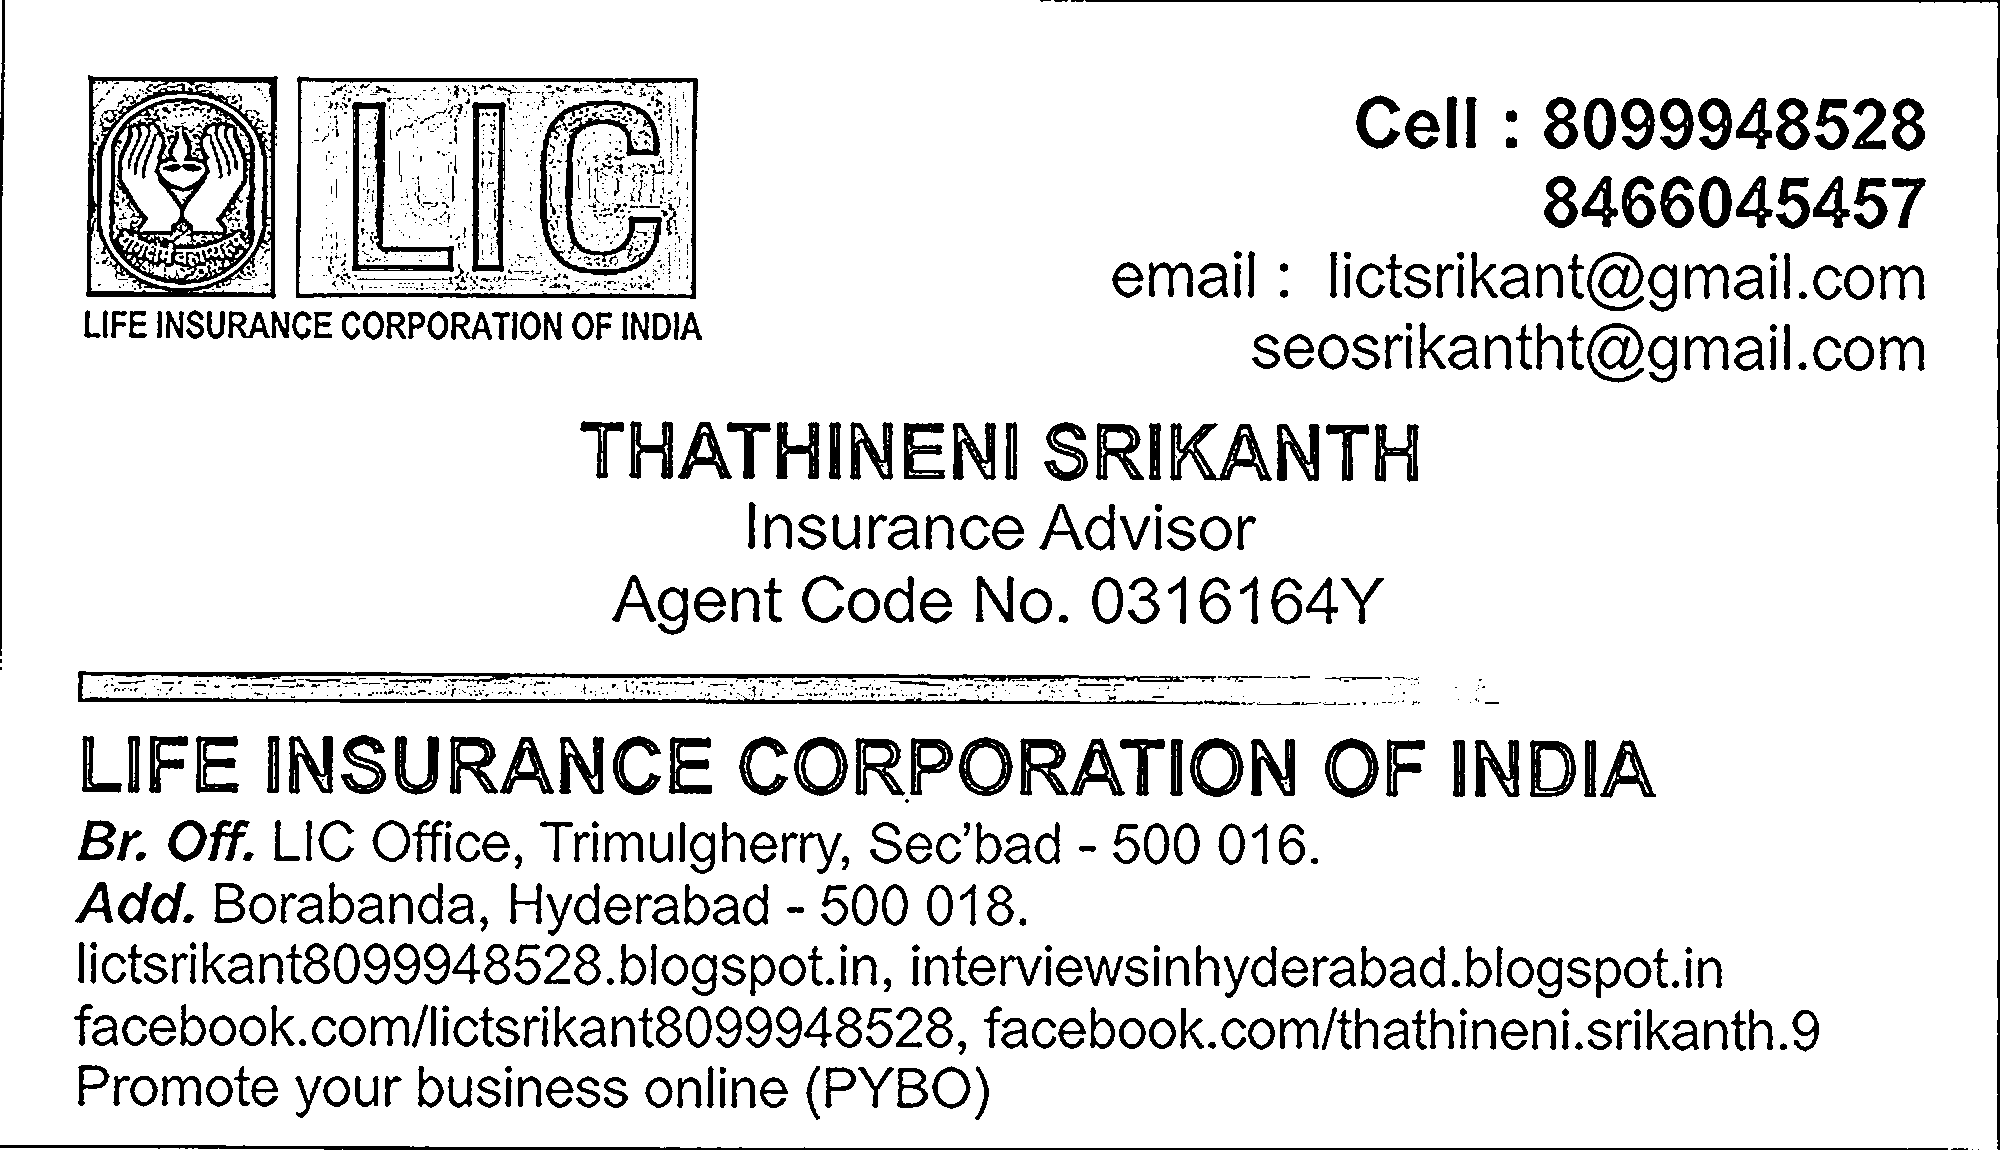 LIC
LIFE INSURANCE CORPORATION OF INDIA
Cell : 8099948528
8466045457
email : lictsrikant@gmail.com
seosrikantht@gmail.com
THATHINENI SRIKANTH
Insurance Advisor
Agent Code No. 0316164Y
LIFE INSURANCE CORPORATION OF INDIA
Br. Off. LIC Office, Trimulgherry, Sec'bad - 500 016.
Add. Borabanda, Hyderabad - 500 018.
lictsrikant8099948528.blogspot.in, interviewsinhyderabad.blogspot.in
facebook.com/lictsrikant8099948528, facebook.com/thathineni.srikanth.9
Promote your business online (PYBO)